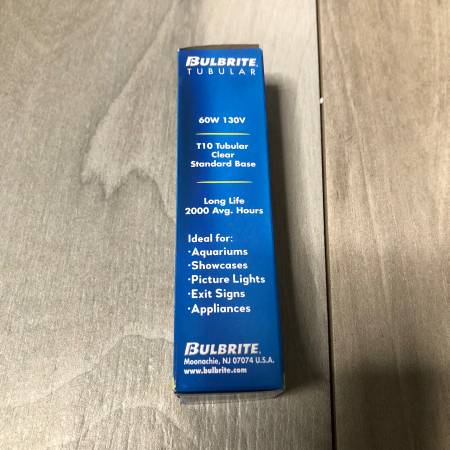 BULBRITE.
TUBULAR
60W 130V
T10 Tubular
Clear
Standard Base
Long Life
2000 Avg. Hours
Ideal for:
•Aquariums
•Showcases
•Picture Lights
•Exit Signs
•Appliances
BULBRITE.
Moonachie, NJ 07074 U.S.A.
www.bulbrite.com